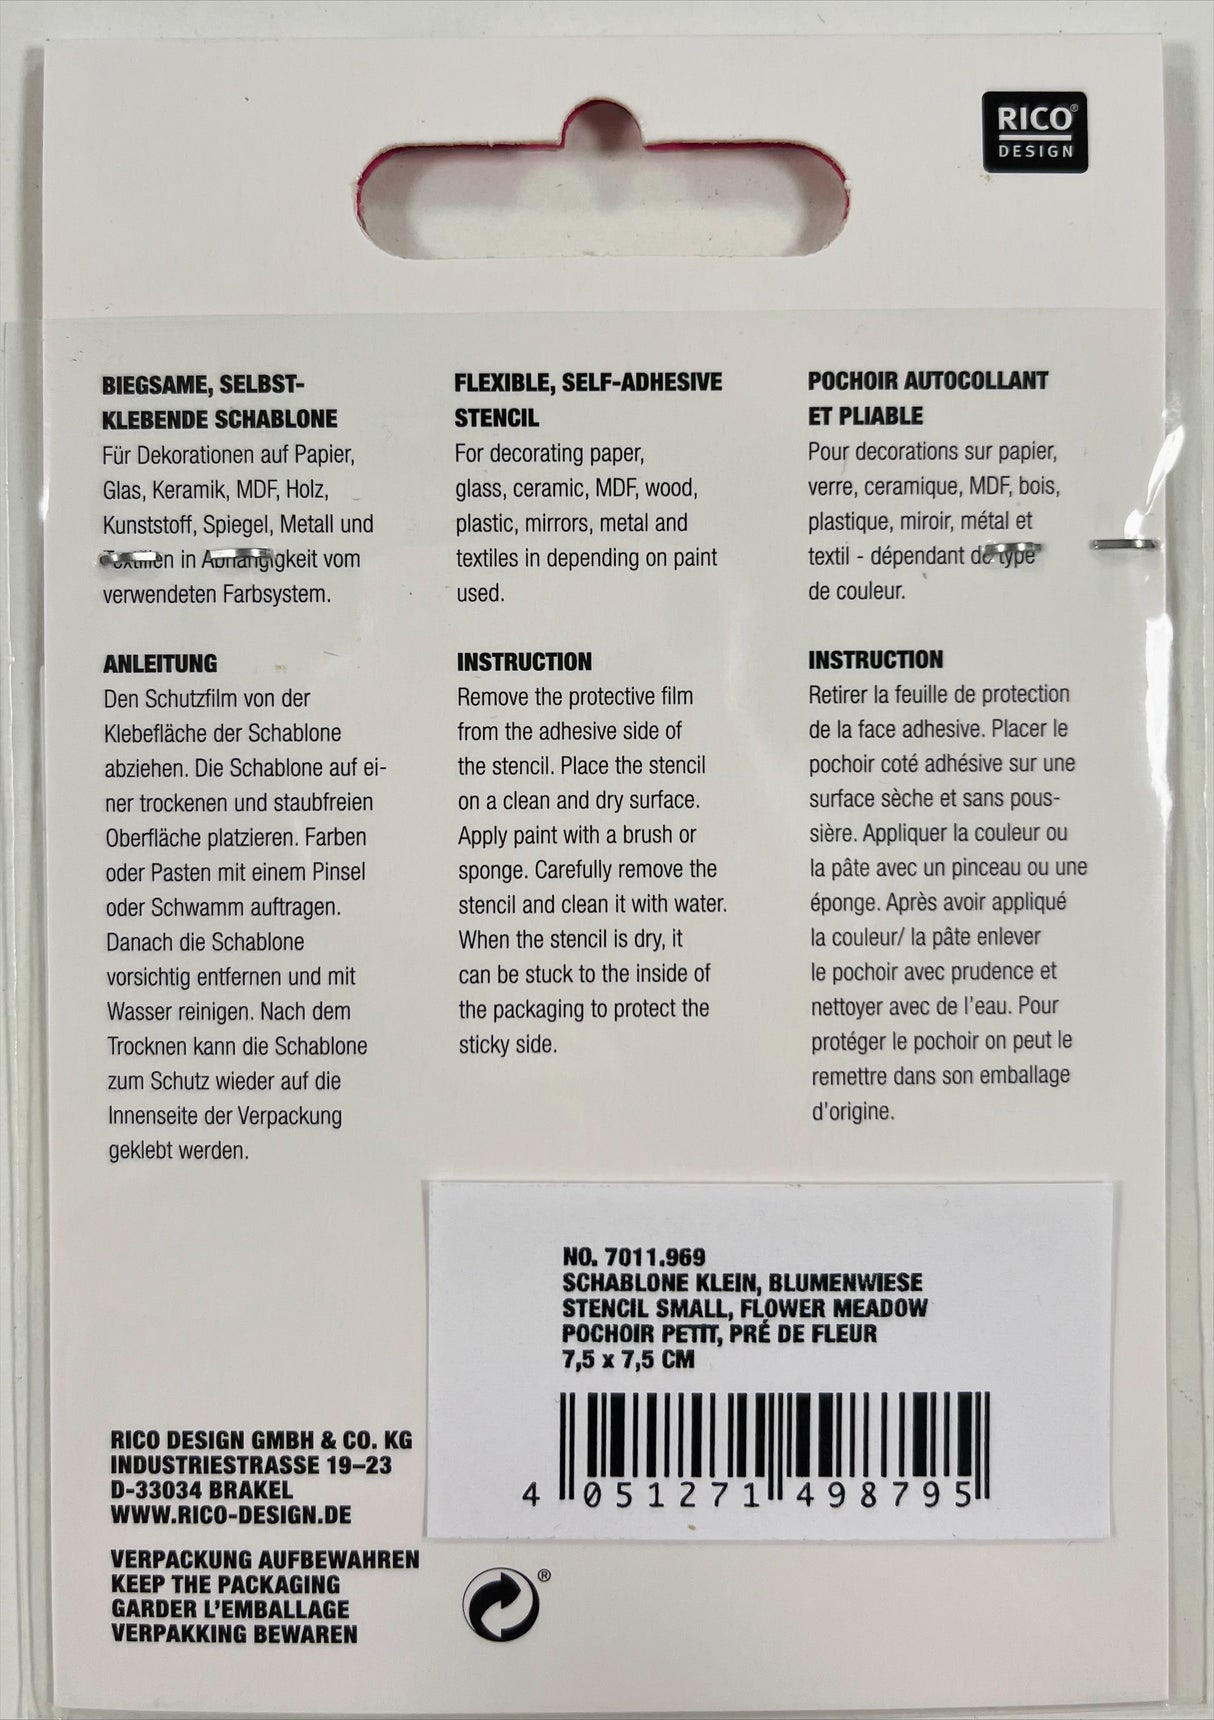 RICO®
DESIGN
BIEGSAME, SELBST-
KLEBENDE SCHABLONE
Für Dekorationen auf Papier,
Glas, Keramik, MDF, Holz,
Kunststoff, Spiegel, Metall und
Textilien in Abhängigkeit vom
verwendeten Farbsystem.
ANLEITUNG
Den Schutzfilm von der
Klebefläche der Schablone
abziehen. Die Schablone auf ei-
ner trockenen und staubfreien
Oberfläche platzieren. Farben
oder Pasten mit einem Pinsel
oder Schwamm auftragen.
Danach die Schablone
vorsichtig entfernen und mit
Wasser reinigen. Nach dem
Trocknen kann die Schablone
zum Schutz wieder auf die
Innenseite der Verpackung
geklebt werden.
FLEXIBLE, SELF-ADHESIVE
STENCIL
For decorating paper,
glass, ceramic, MDF, wood,
plastic, mirrors, metal and
textiles in depending on paint
used.
INSTRUCTION
Remove the protective film
from the adhesive side of
the stencil. Place the stencil
on a clean and dry surface.
Apply paint with a brush or
sponge. Carefully remove the
stencil and clean it with water.
When the stencil is dry, it
can be stuck to the inside of
the packaging to protect the
sticky side.
POCHOIR AUTOCOLLANT
ET PLIABLE
Pour decorations sur papier,
verre, ceramique, MDF, bois,
plastique, miroir, métal et
textil - dépendant de type
de couleur.
INSTRUCTION
Retirer la feuille de protection
de la face adhesive. Placer le
pochoir coté adhésive sur une
surface sèche et sans pous-
sière. Appliquer la couleur ou
la pâte avec un pinceau ou une
éponge. Après avoir appliqué
la couleur/ la pâte enlever
le pochoir avec prudence et
nettoyer avec de l'eau. Pour
protéger le pochoir on peut le
remettre dans son emballage
d'origine.
NO. 7011.969
SCHABLONE KLEIN, BLUMENWIESE
STENCIL SMALL, FLOWER MEADOW
POCHOIR PETIT, PRÉ DE FLEUR
7,5 x 7,5 CM
4 051271 498795
RICO DESIGN GMBH & CO. KG
INDUSTRIESTRASSE 19–23
D-33034 BRAKEL
WWW.RICO-DESIGN.DE
VERPACKUNG AUFBEWAHREN
KEEP THE PACKAGING
GARDER L'EMBALLAGE
VERPAKKING BEWAREN
®